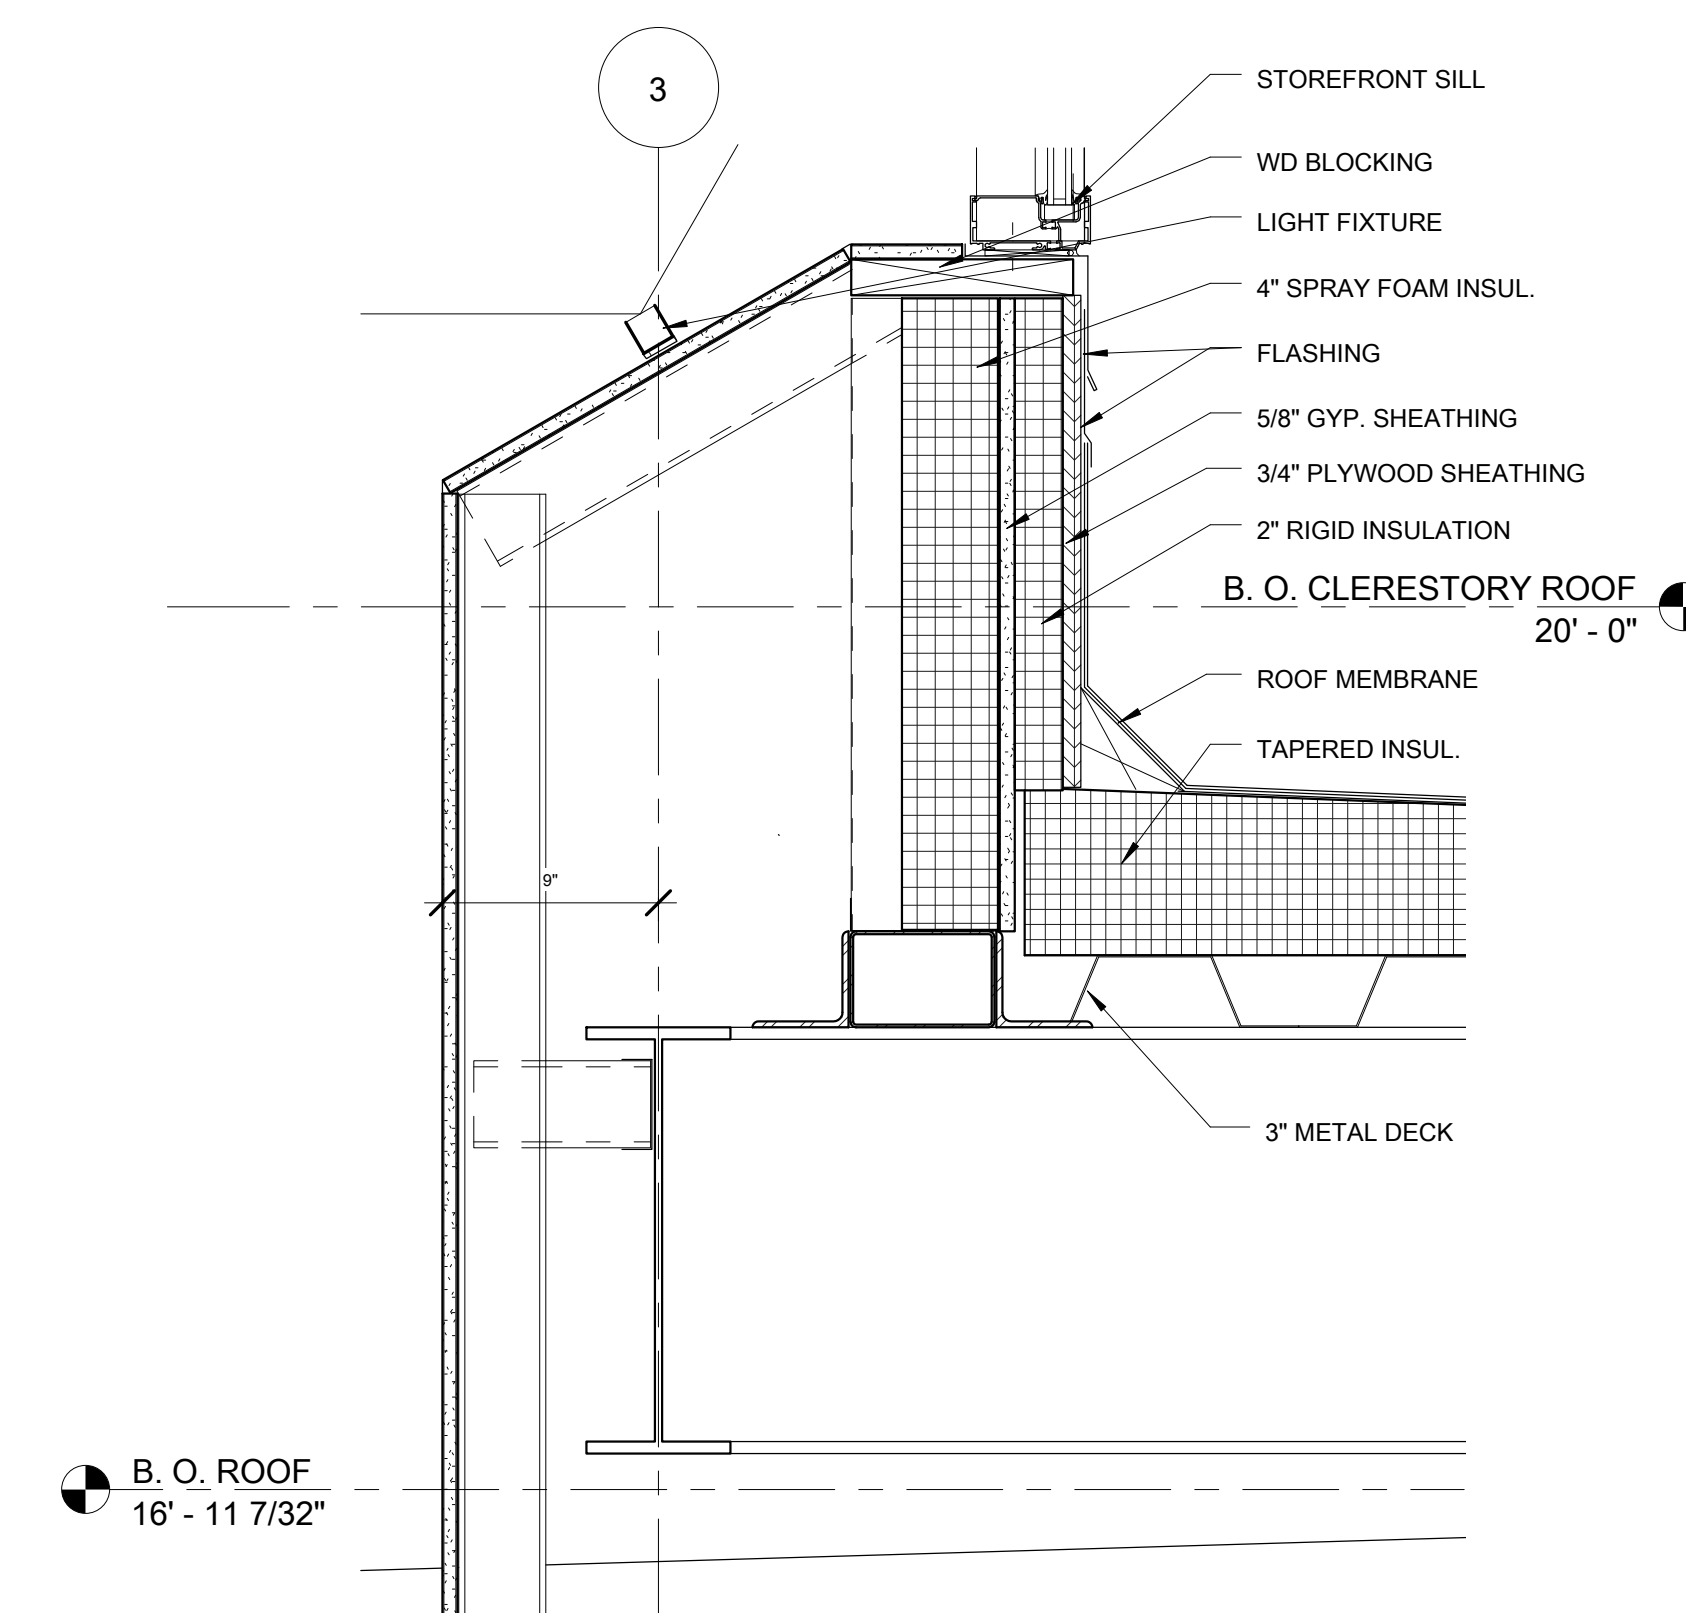 3
STOREFRONT SILL
WD BLOCKING
LIGHT FIXTURE
4" SPRAY FOAM INSUL.
FLASHING
5/8" GYP. SHEATHING
3/4" PLYWOOD SHEATHING
2" RIGID INSULATION
B. O. CLERESTORY ROOF
20' - 0"
ROOF MEMBRANE
TAPERED INSUL.
9"
3" METAL DECK
B. O. ROOF
16' - 11 7/32"